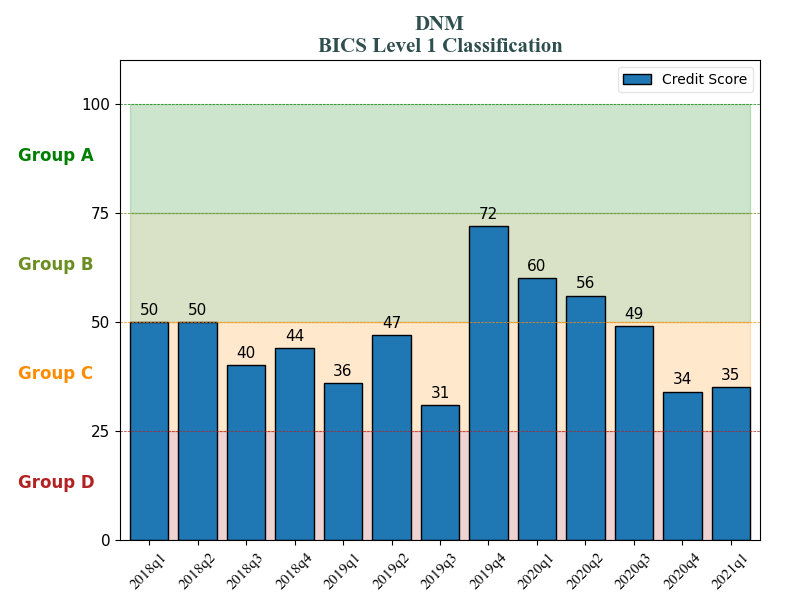 DNM
BICS Level 1 Classification
Credit Score
100
Group A
75
72
Group B
60
56
50
50
50
49
47
44
40
Group C
36
31
34
35
25
Group D
0
2018q1
2018q2
2018q3
2018q4
2019q1
2019q2
2019q3
2019q4
2020q1
2020q2
2020q3
2020q4
2021q1